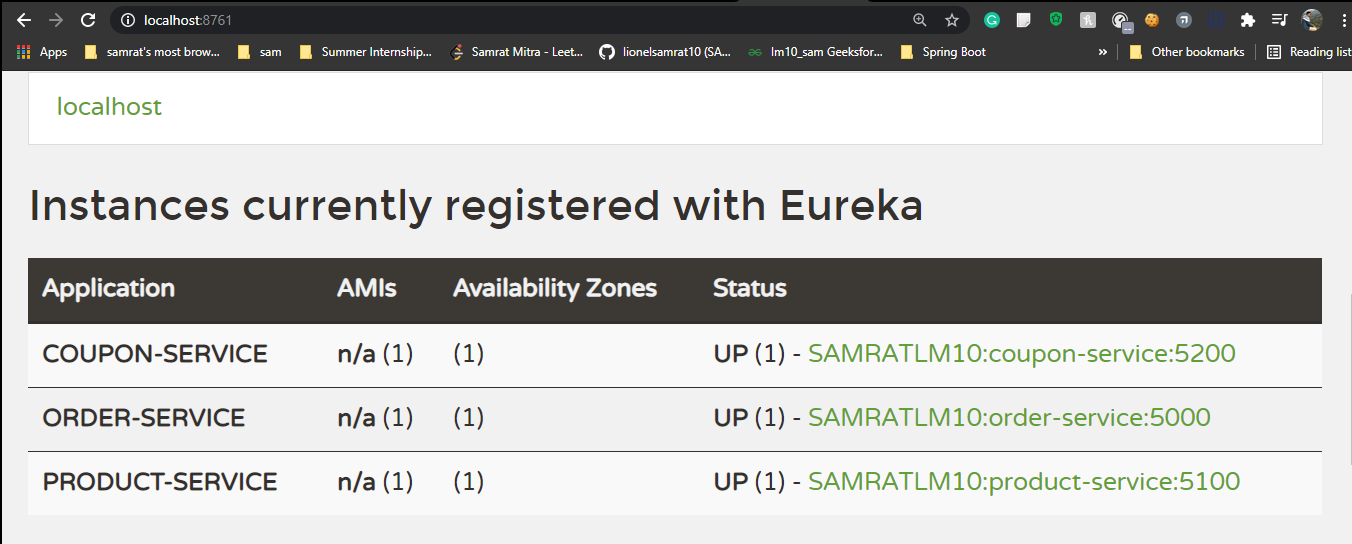 localhost:8761
Apps samrat's most brow... sam Summer Internship... Samrat Mitra - Leet... lionelsamrat10 (SA... lm10_sam Geeksfor... Spring Boot » Other bookmarks Reading list
localhost
Instances currently registered with Eureka
Application AMIs Availability Zones Status
COUPON-SERVICE n/a (1) (1) UP (1) - SAMRATLM10:coupon-service:5200
ORDER-SERVICE n/a (1) (1) UP (1) - SAMRATLM10:order-service:5000
PRODUCT-SERVICE n/a (1) (1) UP (1) - SAMRATLM10:product-service:5100